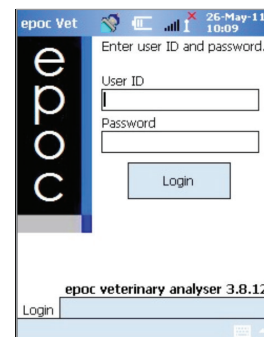 epoc Vet
26-May-11
10:09
Enter user ID and password.
epoc
User ID
Password
Login
epoc veterinary analyser 3.8.12
Login